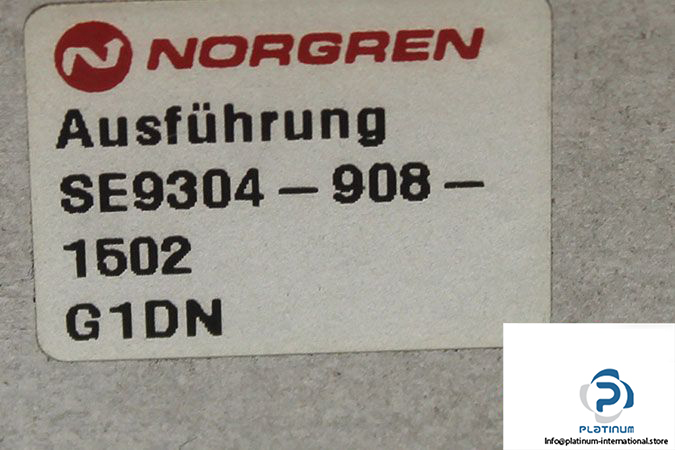 NORGREN
Ausführung
SE9304-908-
1502
G1DN
PLATINUM
Info@platinum-international.store